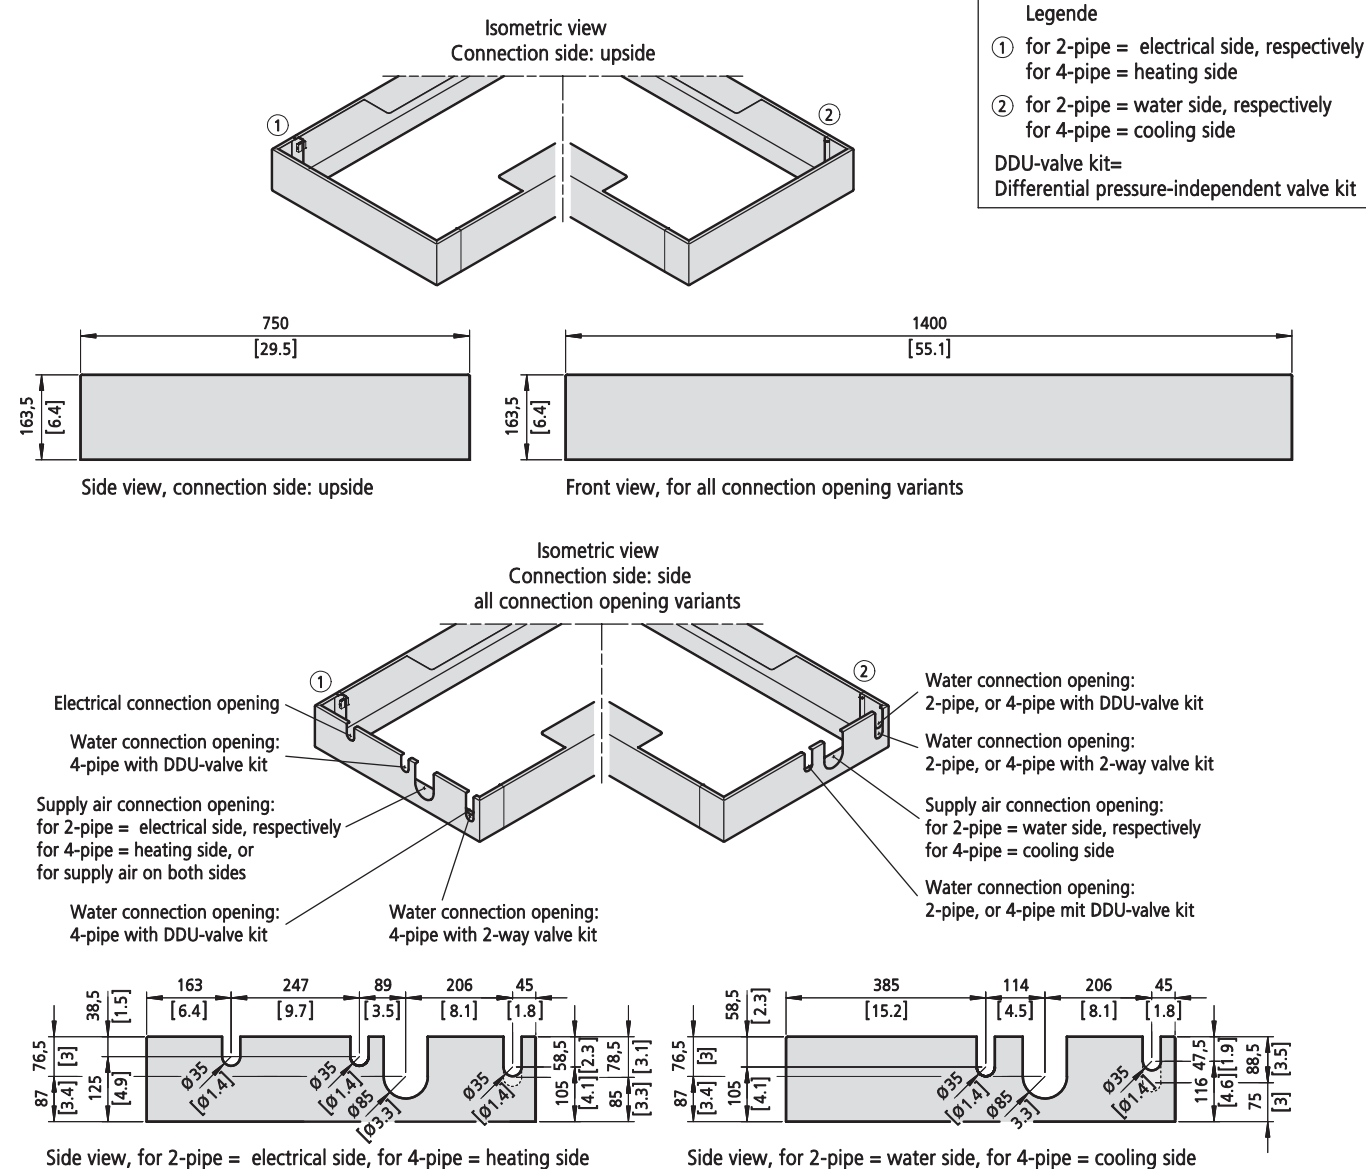 Isometric view
Connection side: upside
Legende
① for 2-pipe = electrical side, respectively
for 4-pipe = heating side
② for 2-pipe = water side, respectively
for 4-pipe = cooling side
DDU-valve kit=
Differential pressure-independent valve kit
①
②
750
[29.5]
163,5
[6.4]
Side view, connection side: upside
1400
[55.1]
163,5
[6.4]
Front view, for all connection opening variants
Isometric view
Connection side: side
all connection opening variants
①
②
Electrical connection opening
Water connection opening:
4-pipe with DDU-valve kit
Supply air connection opening:
for 2-pipe = electrical side, respectively
for 4-pipe = heating side, or
for supply air on both sides
Water connection opening:
4-pipe with DDU-valve kit
Water connection opening:
4-pipe with 2-way valve kit
Water connection opening:
2-pipe, or 4-pipe with DDU-valve kit
Water connection opening:
2-pipe, or 4-pipe with 2-way valve kit
Supply air connection opening:
for 2-pipe = water side, respectively
for 4-pipe = cooling side
Water connection opening:
2-pipe, or 4-pipe mit DDU-valve kit
163
[6.4]
247
[9.7]
89
[3.5]
206
[8.1]
45
[1.8]
38,5
[1.5]
76,5
[3]
87
[3.4]
125
[4.9]
Ø35
[Ø1.4]
Ø35
[Ø1.4]
Ø85
[Ø3.3]
Ø35
[Ø1.4]
58,5
[2.3]
105
[4.1]
78,5
[3.1]
85
[3.3]
Side view, for 2-pipe = electrical side, for 4-pipe = heating side
385
[15.2]
114
[4.5]
206
[8.1]
45
[1.8]
58,5
[2.3]
76,5
[3]
87
[3.4]
105
[4.1]
Ø35
[Ø1.4]
Ø85
3.3]
Ø35
[Ø1.4]
47,5
[1.9]
116
[4.6]
88,5
[3.5]
75
[3]
Side view, for 2-pipe = water side, for 4-pipe = cooling side